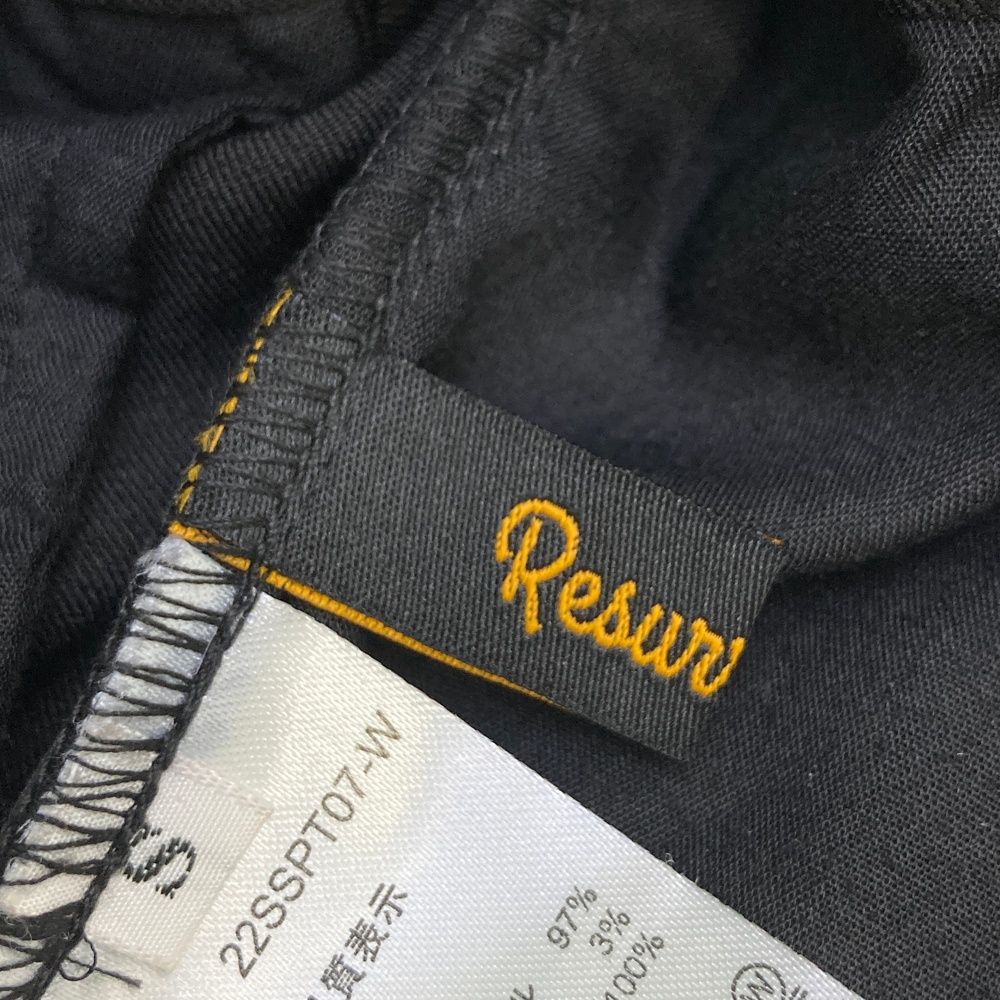 Resurr
S
22SSPT07-W
質表示
97%
3%
100%
W